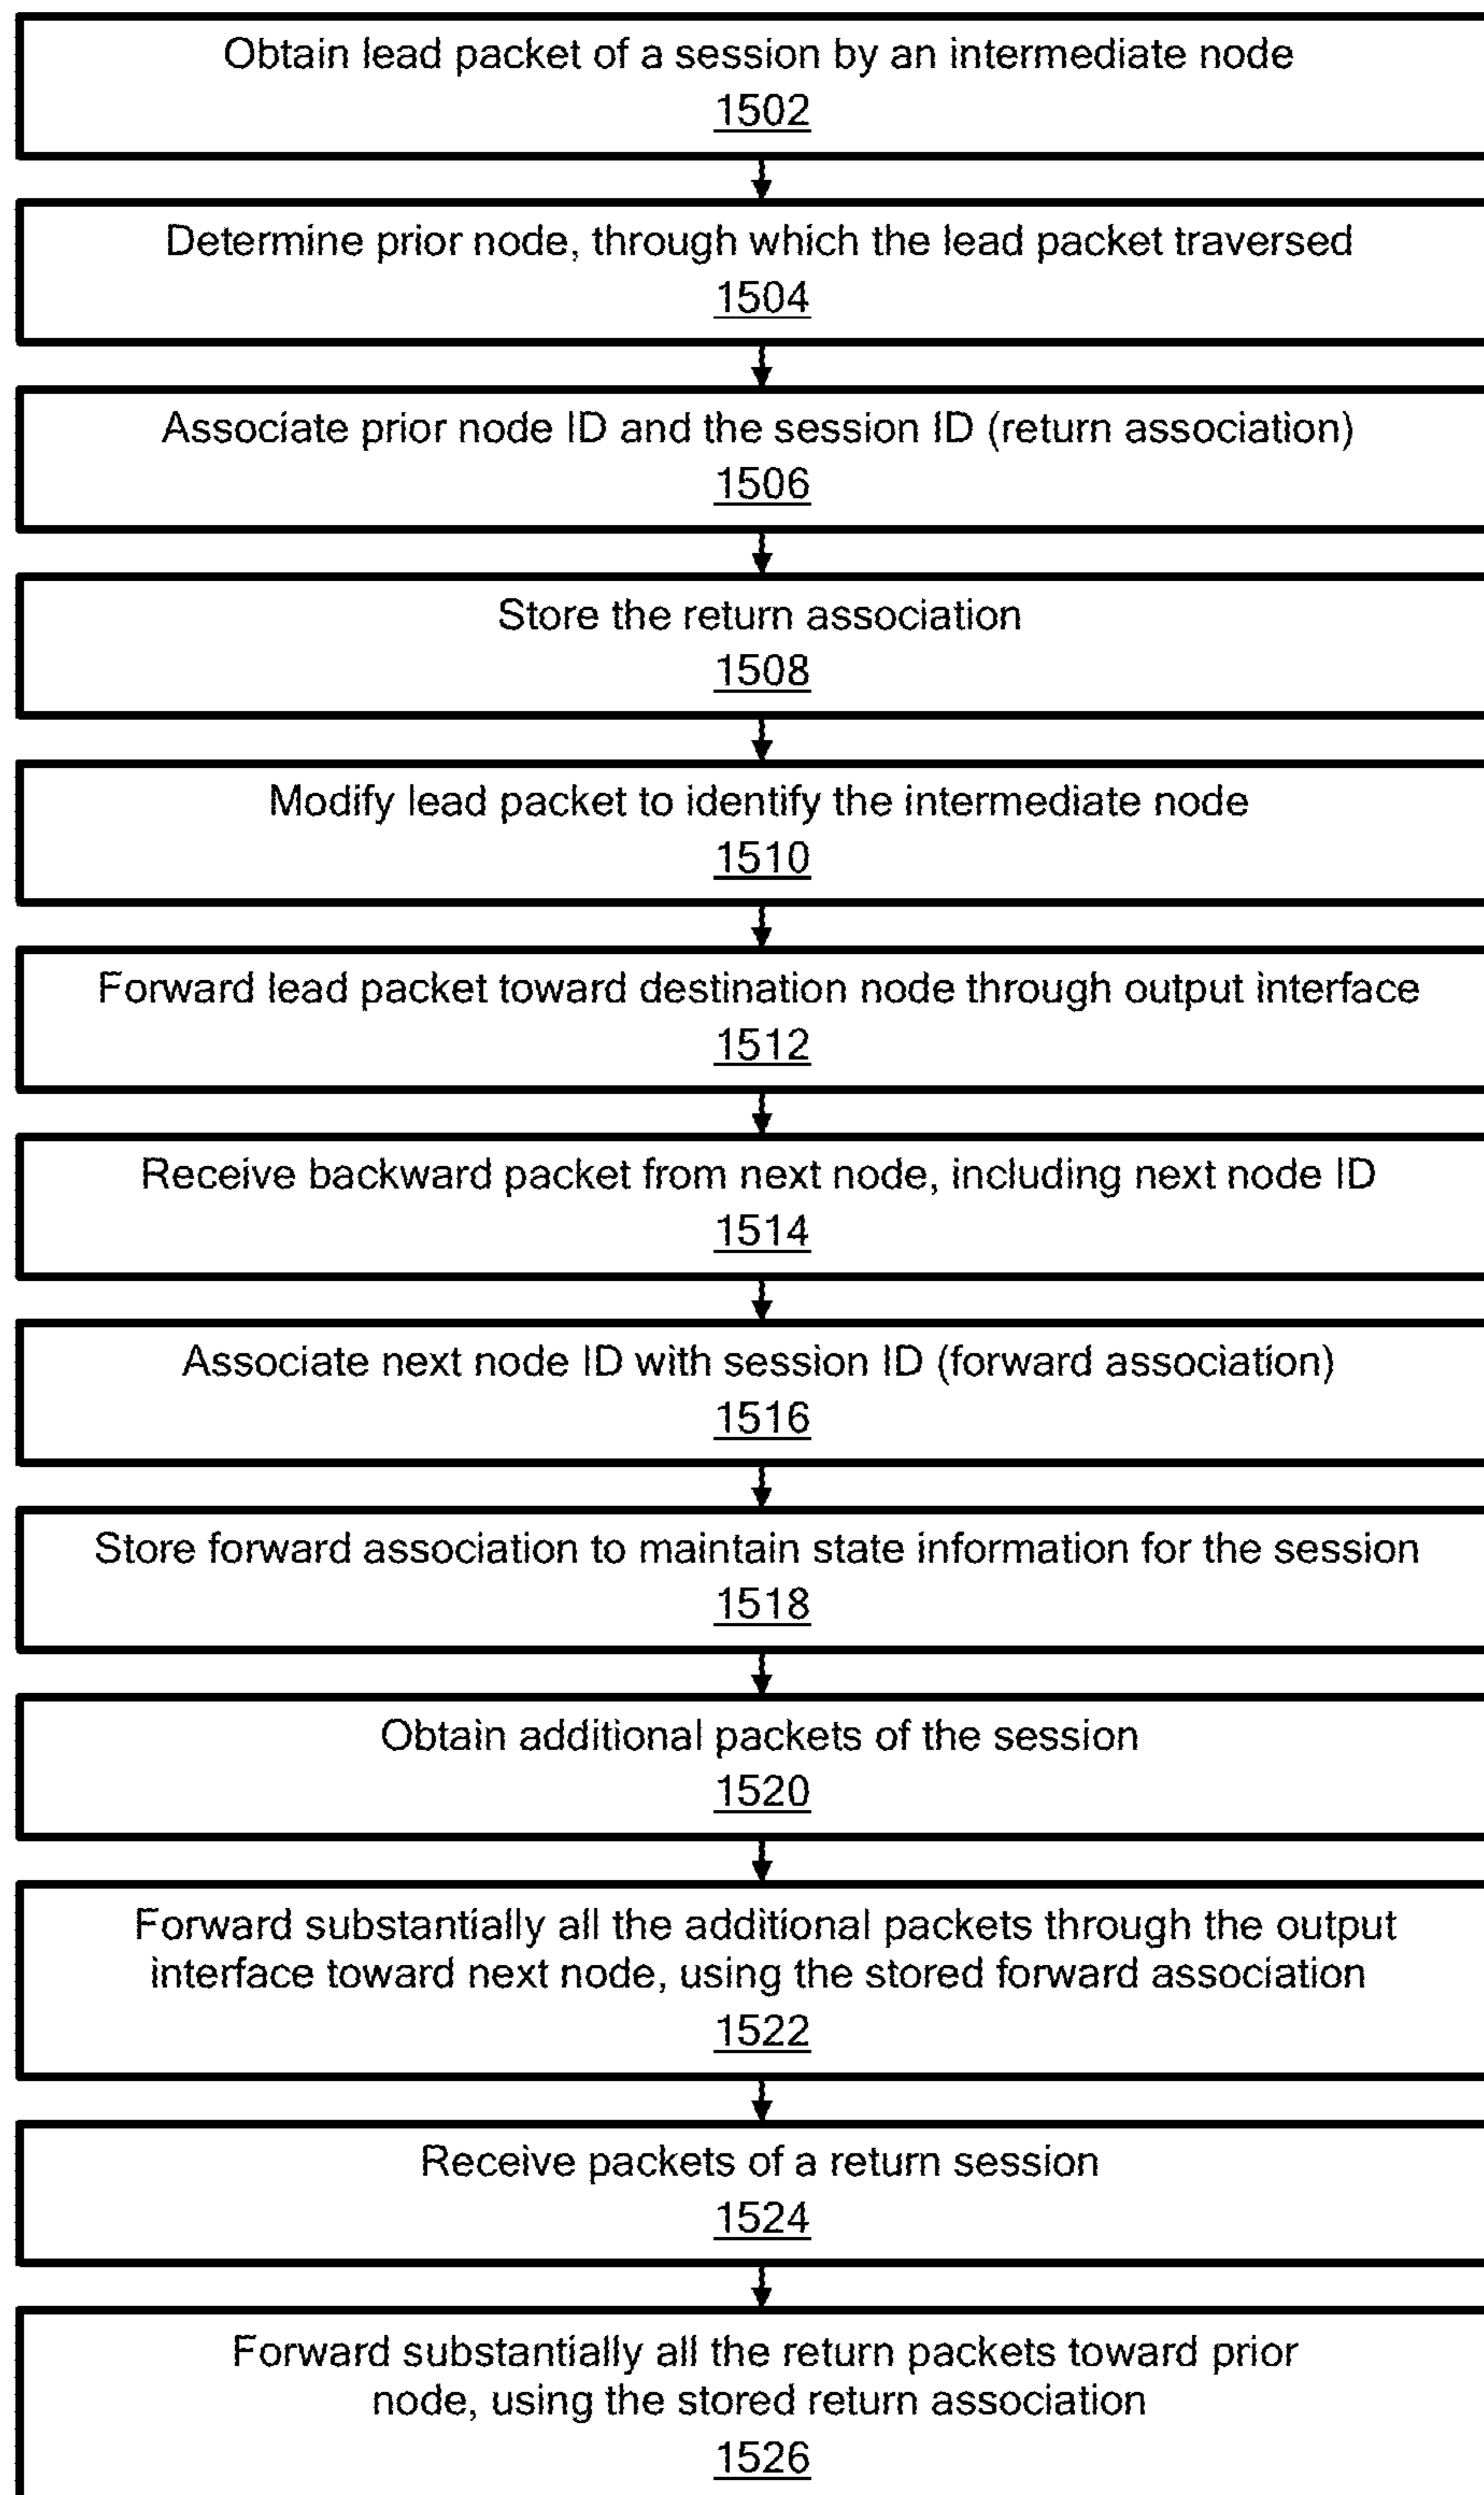 Obtain lead packet of a session by an intermediate node
1502
Determine prior node, through which the lead packet traversed
1504
Associate prior node ID and the session ID (return association)
1506
Store the return association
1508
Modify lead packet to identify the intermediate node
1510
Forward lead packet toward destination node through output interface
1512
Receive backward packet from next node, including next node ID
1514
Associate next node ID with session ID (forward association)
1516
Store forward association to maintain state information for the session
1518
Obtain additional packets of the session
1520
Forward substantially all the additional packets through the output
interface toward next node, using the stored forward association
1522
Receive packets of a return session
1524
Forward substantially all the return packets toward prior
node, using the stored return association
1526